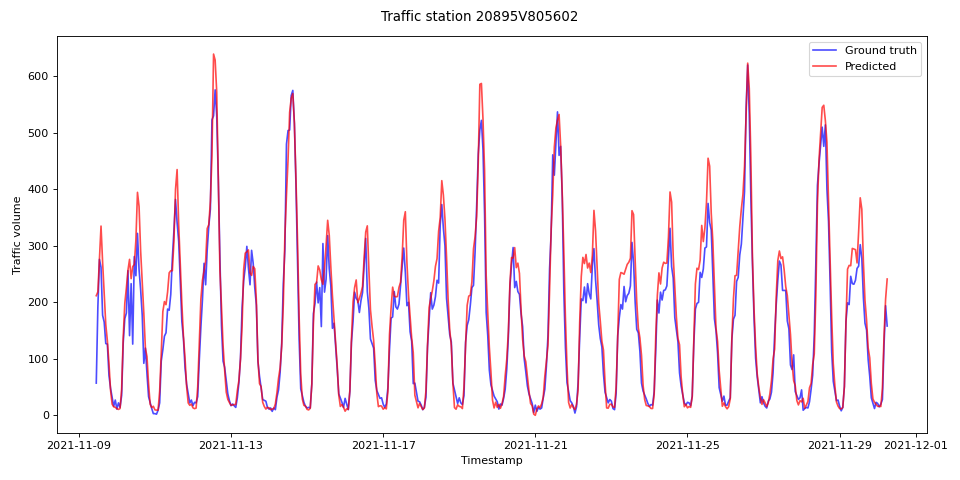 Traffic station 20895V805602
Ground truth
Predicted
Traffic volume
600
500
400
300
200
100
0
2021-11-09
2021-11-13
2021-11-17
2021-11-21
2021-11-25
2021-11-29
2021-12-01
Timestamp